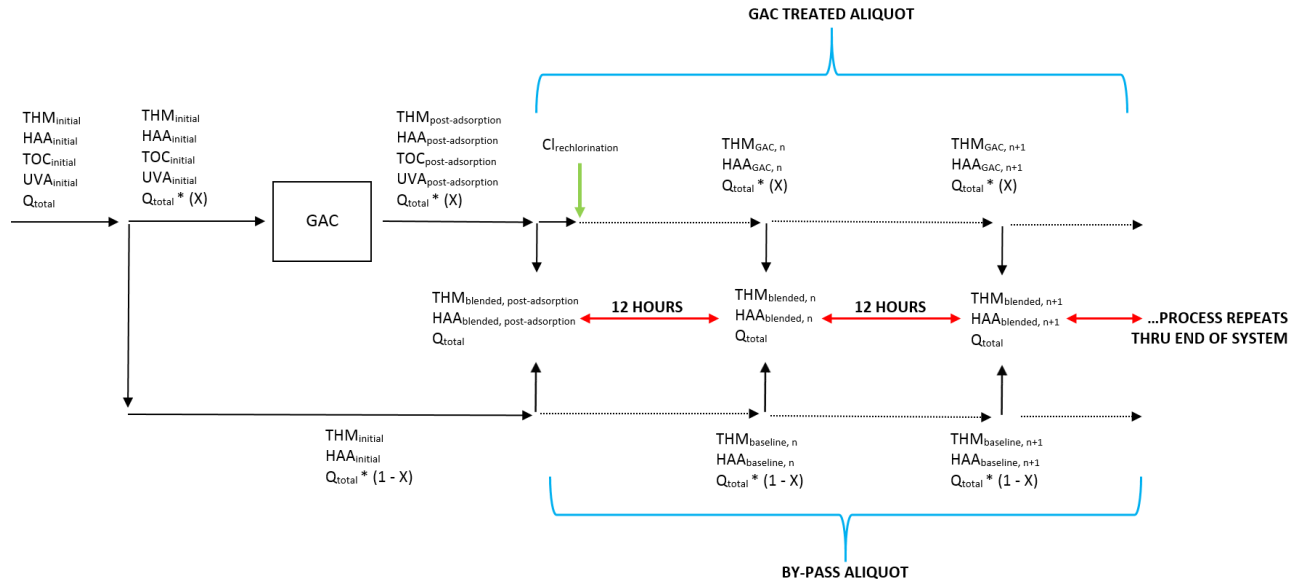 GAC TREATED ALIQUOT
THMinitial
HAAinitial
TOCinitial
UVAinitial
Qtotal
THMinitial
HAAinitial
TOCinitial
UVAinitial
Qtotal * (X)
GAC
THMpost-adsorption
HAApost-adsorption
TOCpost-adsorption
UVApost-adsorption
Qtotal * (X)
Clrechlorination
THMGAC, n
HAAGAC, n
Qtotal * (X)
THMGAC, n+1
HAAGAC, n+1
Qtotal * (X)
THMblended, post-adsorption
HAAblended, post-adsorption
Qtotal
12 HOURS
THMblended, n
HAAblended, n
Qtotal
12 HOURS
THMblended, n+1
HAAblended, n+1
Qtotal
...PROCESS REPEATS
THRU END OF SYSTEM
THMinitial
HAAinitial
Qtotal * (1 - X)
THMbaseline, n
HAAbaseline, n
Qtotal * (1 - X)
THMbaseline, n+1
HAAbaseline, n+1
Qtotal * (1 - X)
BY-PASS ALIQUOT